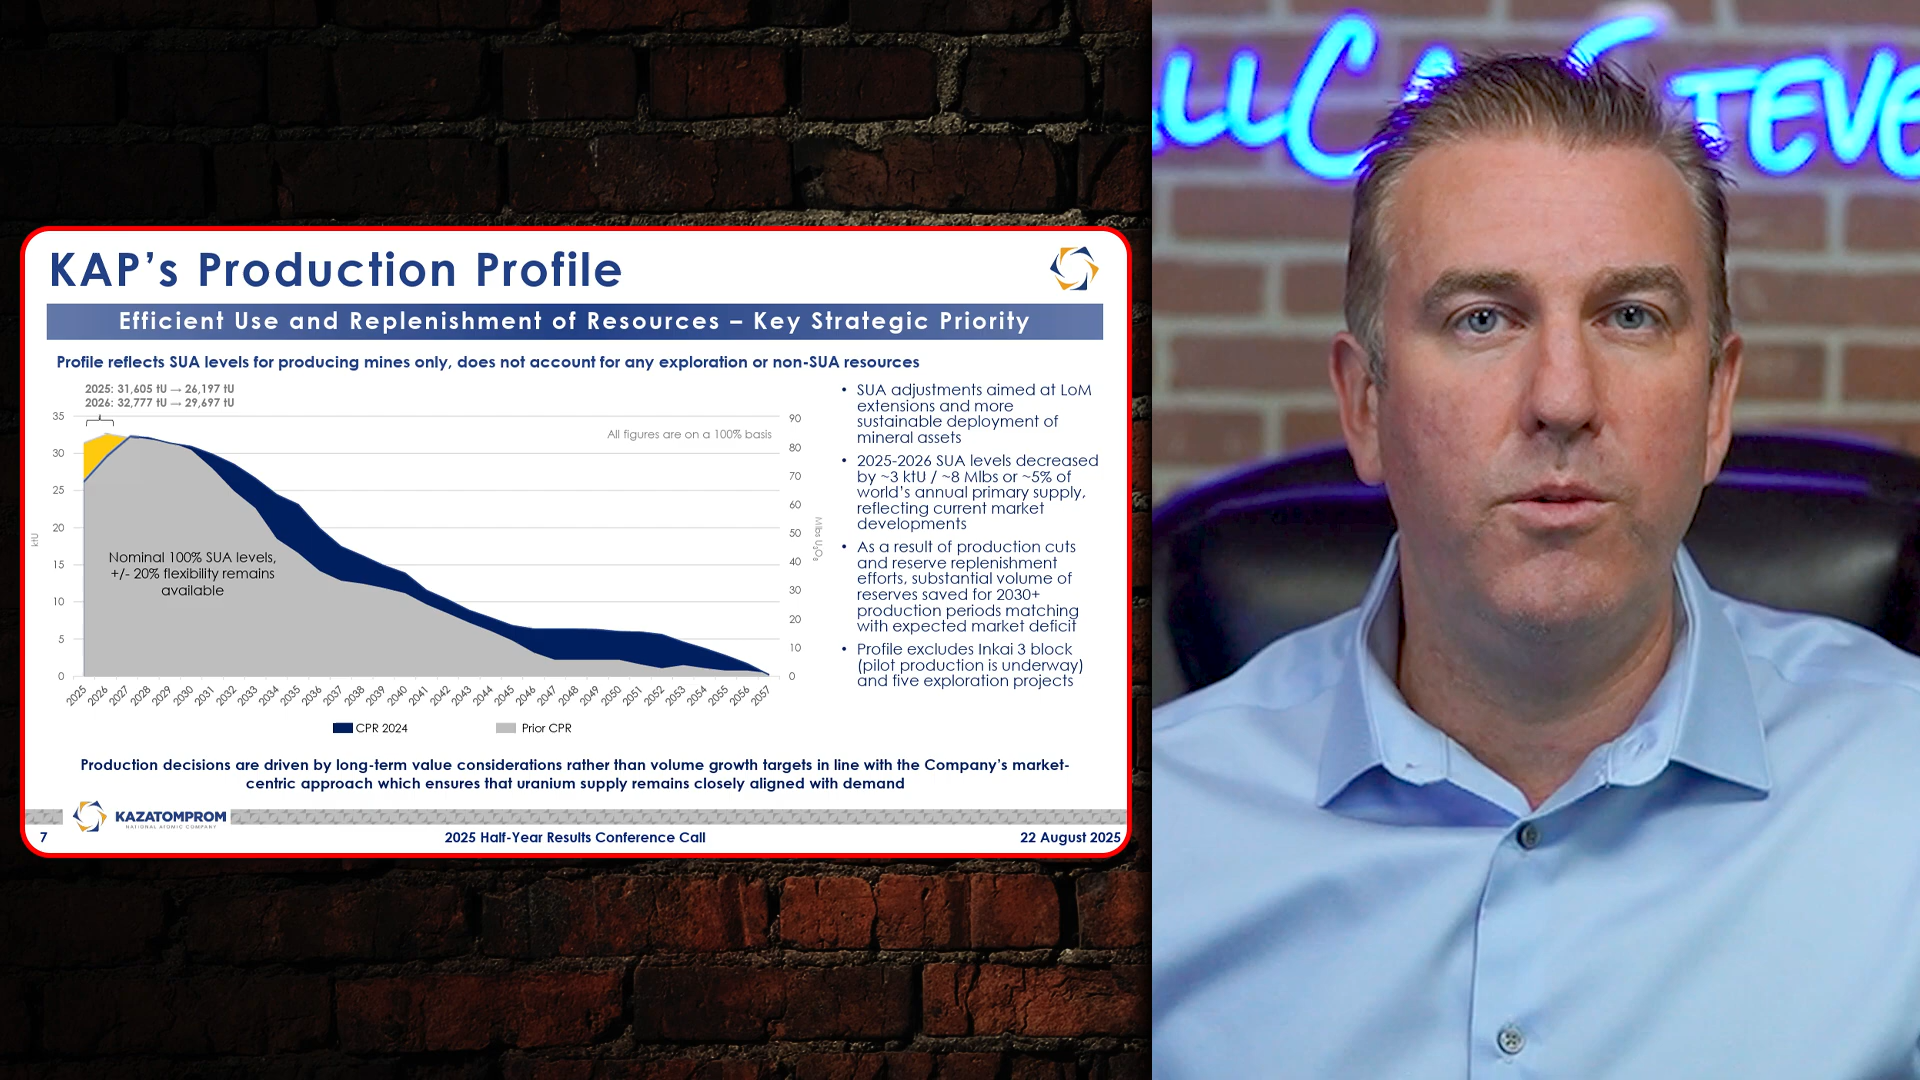 KAP’s Production Profile
Efficient Use and Replenishment of Resources – Key Strategic Priority
Profile reflects SUA levels for producing mines only, does not account for any exploration or non-SUA resources
2025: 31,605 tU → 26,197 tU
2026: 32,777 tU → 29,697 tU
All figures are on a 100% basis
35
30
25
20
15
10
5
0
ktU
90
80
70
60
50
40
30
20
10
0
Mlbs U₃O₈
Nominal 100% SUA levels,
+/- 20% flexibility remains
available
2025 2026 2027 2028 2029 2030 2031 2032 2033 2034 2035 2036 2037 2038 2039 2040 2041 2042 2043 2044 2045 2046 2047 2048 2049 2050 2051 2052 2053 2054 2055 2056 2057
CPR 2024 Prior CPR
• SUA adjustments aimed at LoM
extensions and more
sustainable deployment of
mineral assets
• 2025-2026 SUA levels decreased
by ~3 ktU / ~8 Mlbs or ~5% of
world’s annual primary supply,
reflecting current market
developments
• As a result of production cuts
and reserve replenishment
efforts, substantial volume of
reserves saved for 2030+
production periods matching
with expected market deficit
• Profile excludes Inkai 3 block
(pilot production is underway)
and five exploration projects
Production decisions are driven by long-term value considerations rather than volume growth targets in line with the Company’s market-
centric approach which ensures that uranium supply remains closely aligned with demand
KAZATOMPROM
NATIONAL ATOMIC COMPANY
7
2025 Half-Year Results Conference Call
22 August 2025